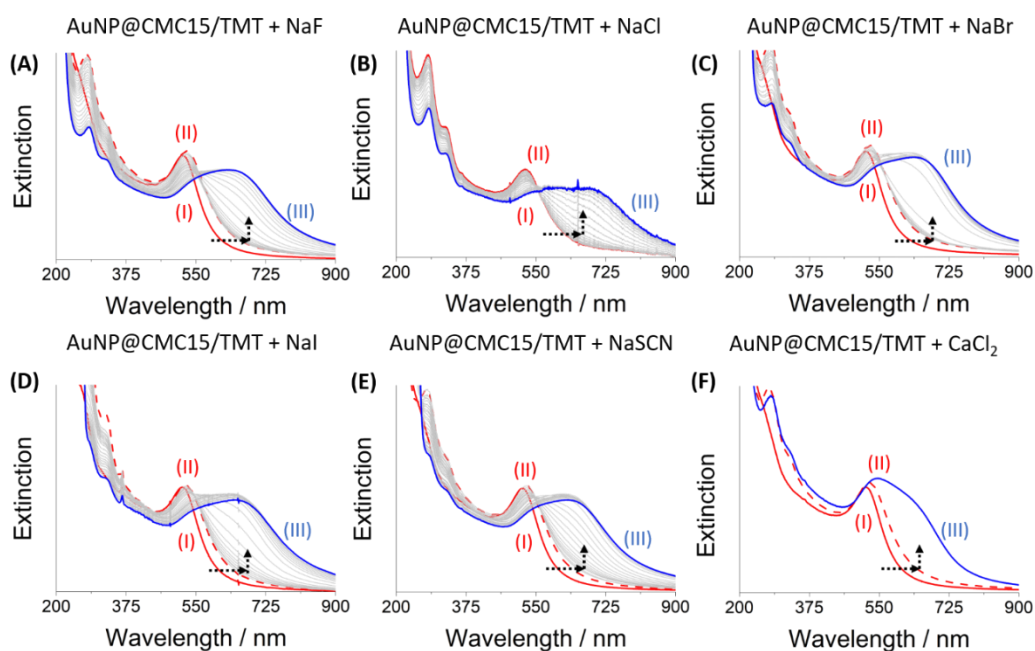 AuNP@CMC15/TMT + NaF
AuNP@CMC15/TMT + NaCl
AuNP@CMC15/TMT + NaBr
(A)
(B)
(C)
Extinction
(II)
(I)
(III)
200 375 550 725 900
Wavelength / nm
Extinction
(II)
(I)
(III)
200 375 550 725 900
Wavelength / nm
Extinction
(II)
(I)
(III)
200 375 550 725 900
Wavelength / nm
AuNP@CMC15/TMT + NaI
AuNP@CMC15/TMT + NaSCN
AuNP@CMC15/TMT + CaCl₂
(D)
(E)
(F)
Extinction
(II)
(I)
(III)
200 375 550 725 900
Wavelength / nm
Extinction
(II)
(I)
(III)
200 375 550 725 900
Wavelength / nm
Extinction
(II)
(I)
(III)
200 375 550 725 900
Wavelength / nm